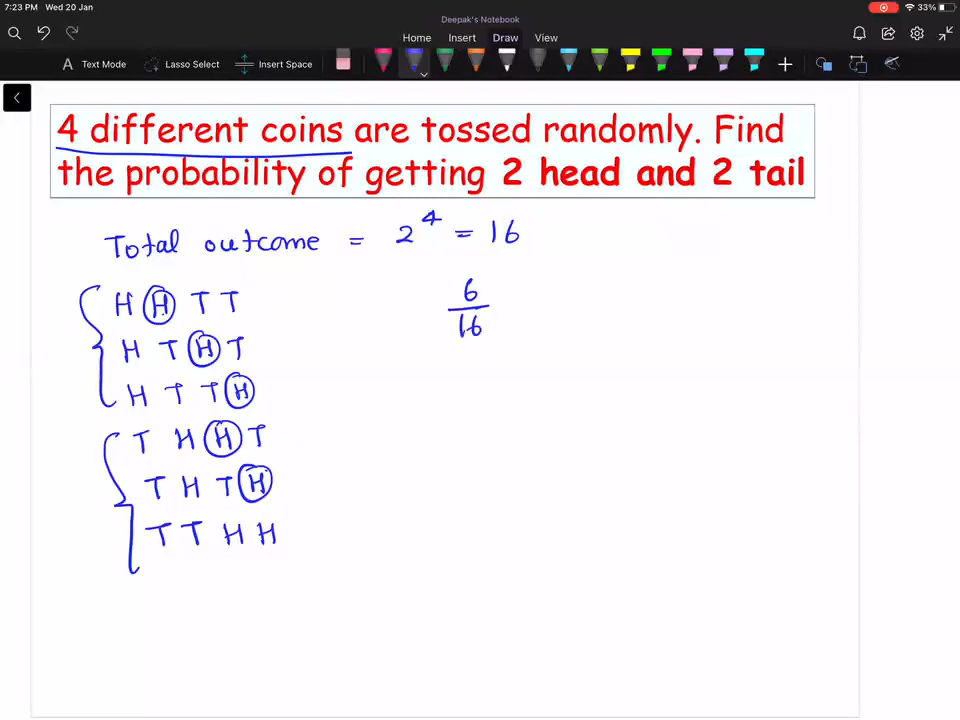 7:23 PM Wed 20 Jan
33%
Deepak's Notebook
Home Insert Draw View
Text Mode Lasso Select Insert Space
4 different coins are tossed randomly. Find
the probability of getting 2 head and 2 tail
Total outcome = 2^4 = 16
H H T T
6/16
H T H T
H T T H
T H H T
T H T H
T T H H